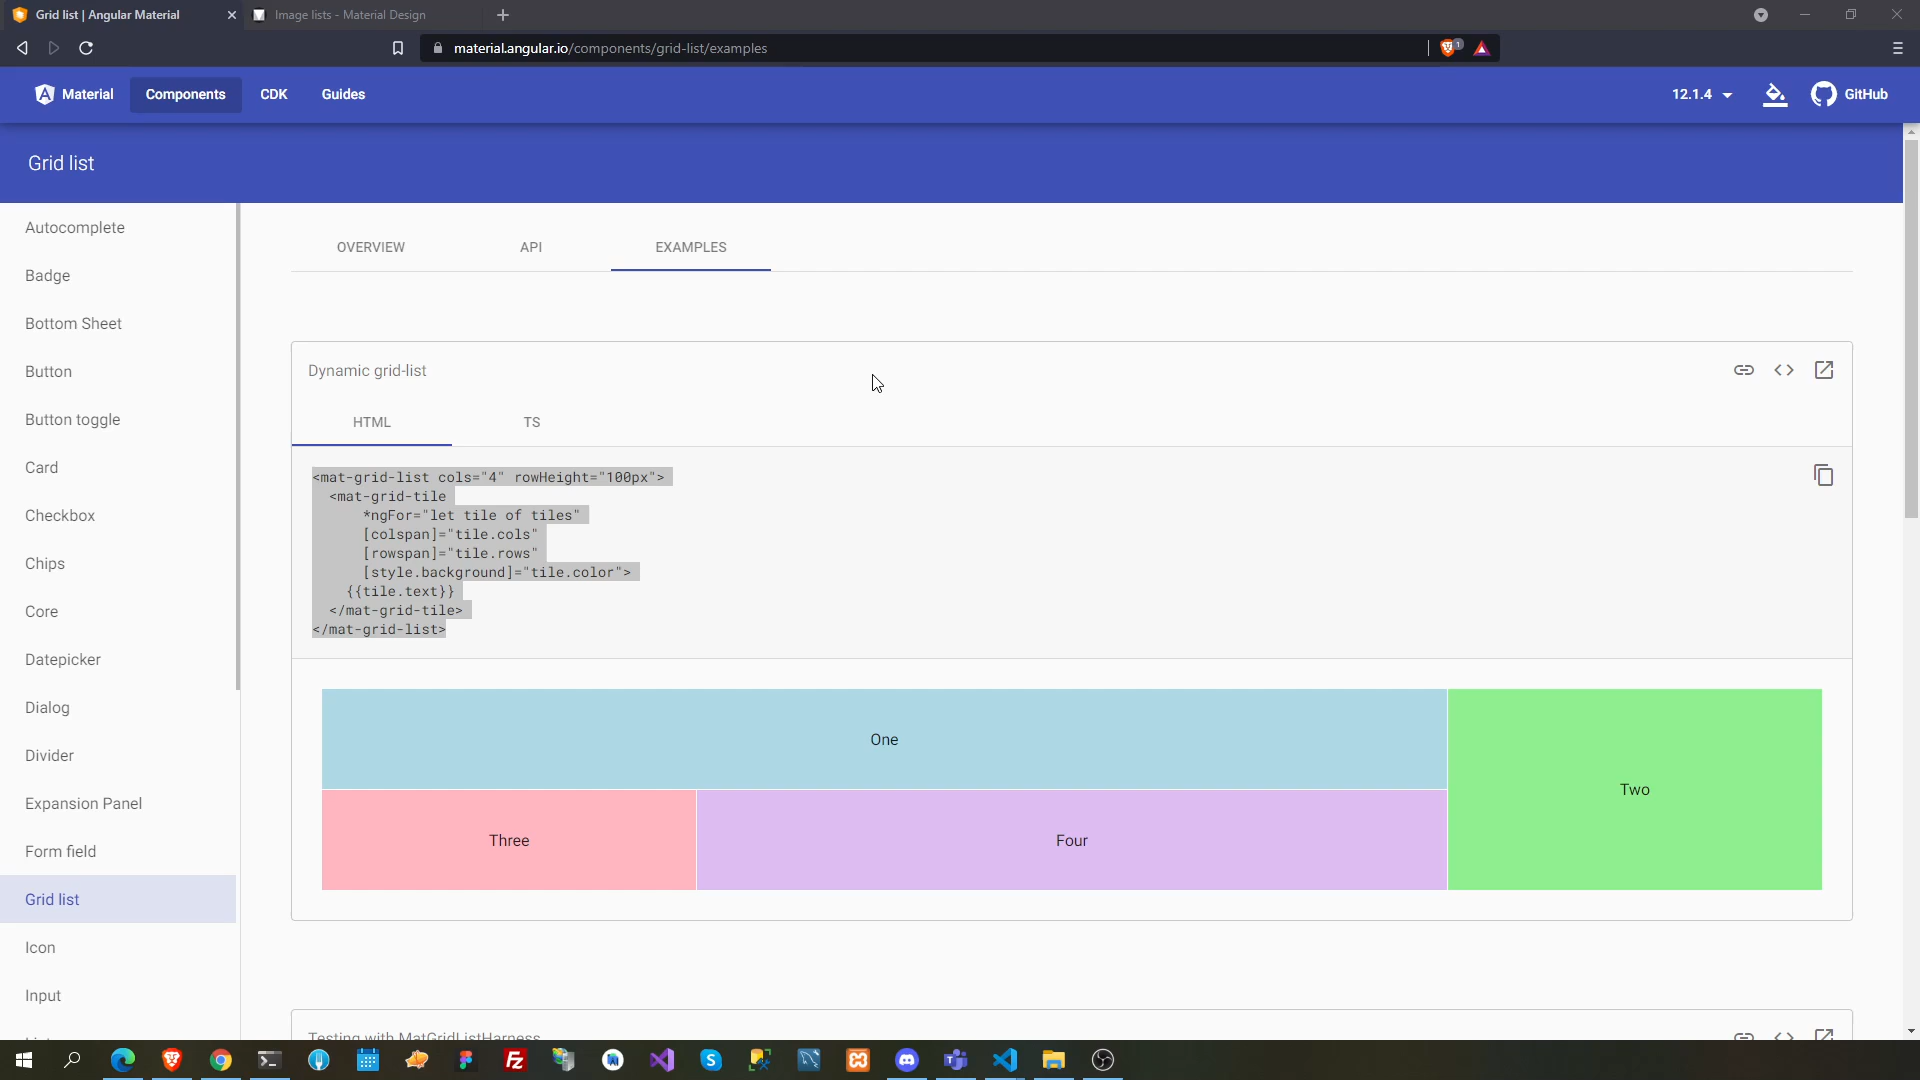 Grid list | Angular Material
Image lists - Material Design
material.angular.io/components/grid-list/examples
1
Material
Components
CDK
Guides
12.1.4
GitHub
Grid list
Autocomplete
Badge
Bottom Sheet
Button
Button toggle
Card
Checkbox
Chips
Core
Datepicker
Dialog
Divider
Expansion Panel
Form field
Grid list
Icon
Input
OVERVIEW
API
EXAMPLES
Dynamic grid-list
HTML
TS
<mat-grid-list cols="4" rowHeight="100px">
<mat-grid-tile
*ngFor="let tile of tiles"
[colspan]="tile.cols"
[rowspan]="tile.rows"
[style.background]="tile.color">
{{tile.text}}
</mat-grid-tile>
</mat-grid-list>
One
Two
Three
Four
Testing with MatGridListHarness